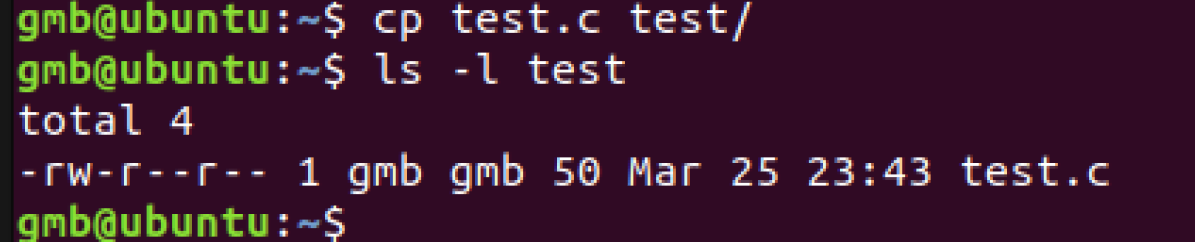 gmb@ubuntu:~$ cp test.c test/
gmb@ubuntu:~$ ls -l test
total 4
-rw-r--r-- 1 gmb gmb 50 Mar 25 23:43 test.c
gmb@ubuntu:~$